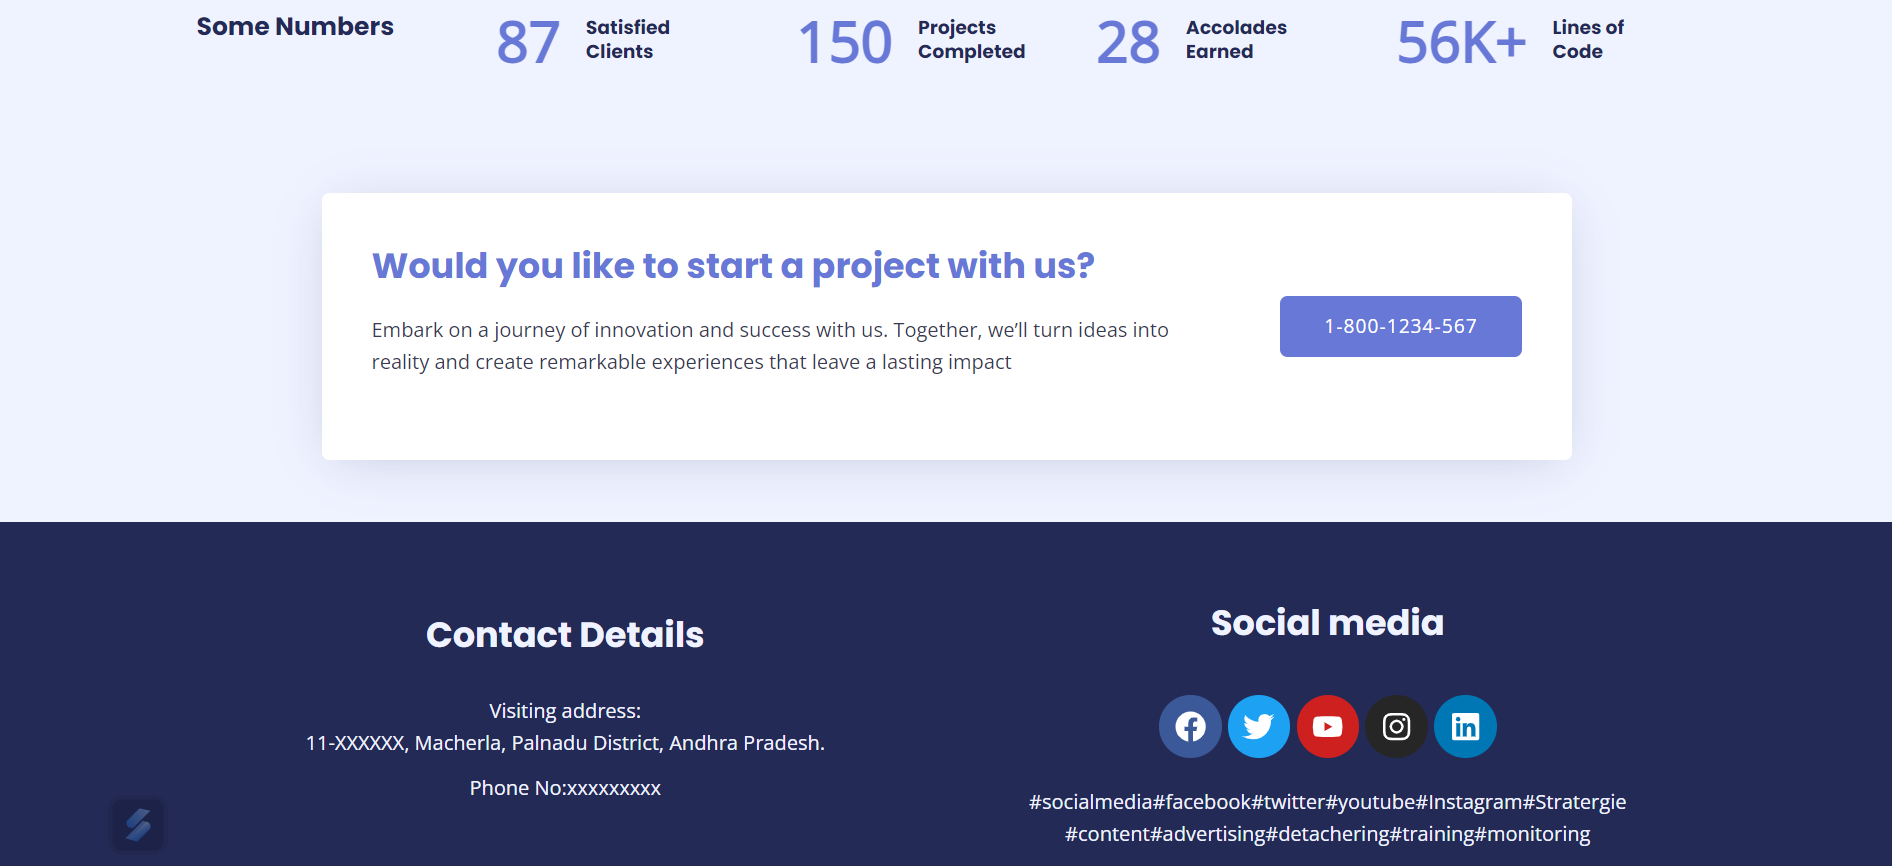 Some Numbers
87
Satisfied
Clients
150
Projects
Completed
28
Accolades
Earned
56K+
Lines of
Code
Would you like to start a project with us?
Embark on a journey of innovation and success with us. Together, we’ll turn ideas into
reality and create remarkable experiences that leave a lasting impact
1-800-1234-567
Contact Details
Visiting address:
11-XXXXXX, Macherla, Palnadu District, Andhra Pradesh.
Phone No:xxxxxxxxx
Social media
#socialmedia#facebook#twitter#youtube#Instagram#Stratergie
#content#advertising#detachering#training#monitoring